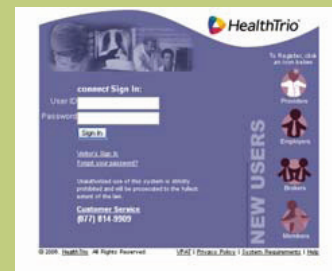 HealthTrio
To Register, click
an icon below
connect Sign In:
User ID
Password
Sign In
Providers
Employers
Brokers
Members
NEW USERS
Visitor's Sign In
Forgot your password?
Unauthorized use of this system is strictly
prohibited and will be prosecuted to the fullest
extent of the law.
Customer Service
(877) 814-9909
© 2006 HealthTrio All Rights Reserved
VPAT | Privacy Policy | System Requirements | Help